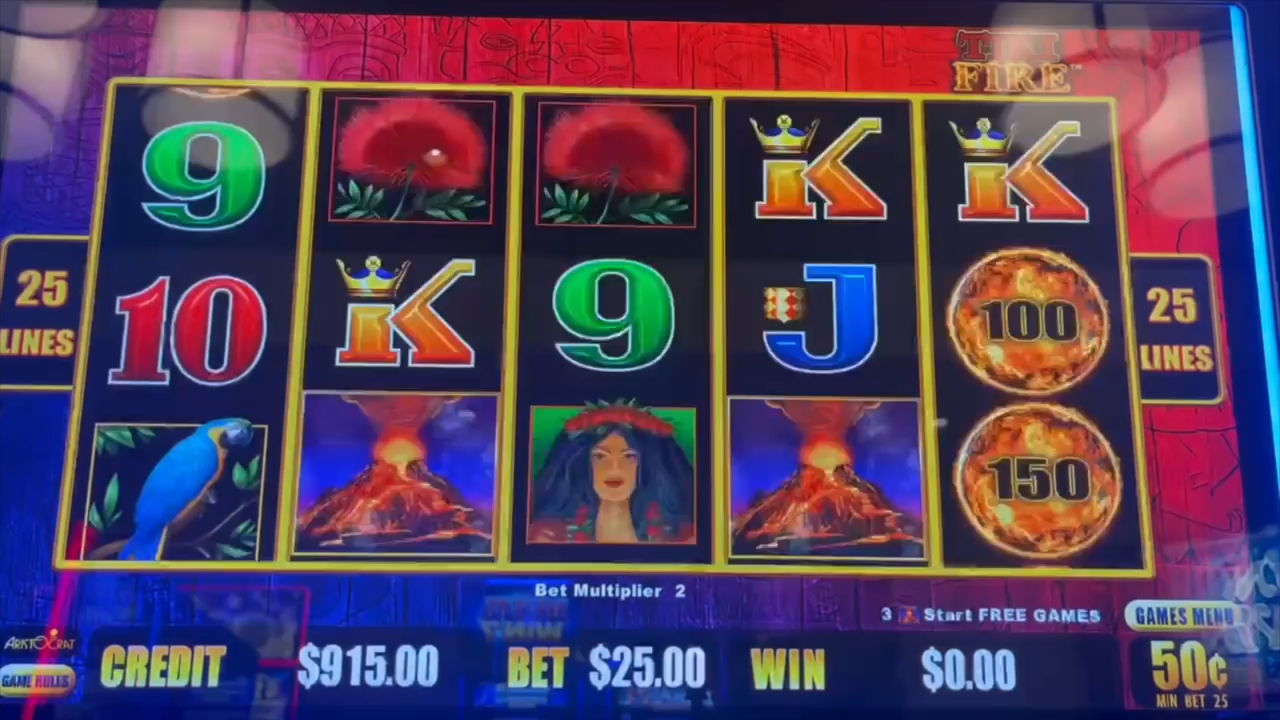 TIKI
FIRE™
9 K K
25 LINES
10 K 9 J 100
25 LINES
150
Bet Multiplier 2
3 Start FREE GAMES
GAMES MENU
ARISTOCRAT
GAME RULES
CREDIT $915.00 BET $25.00 WIN $0.00
50¢
MIN BET 25